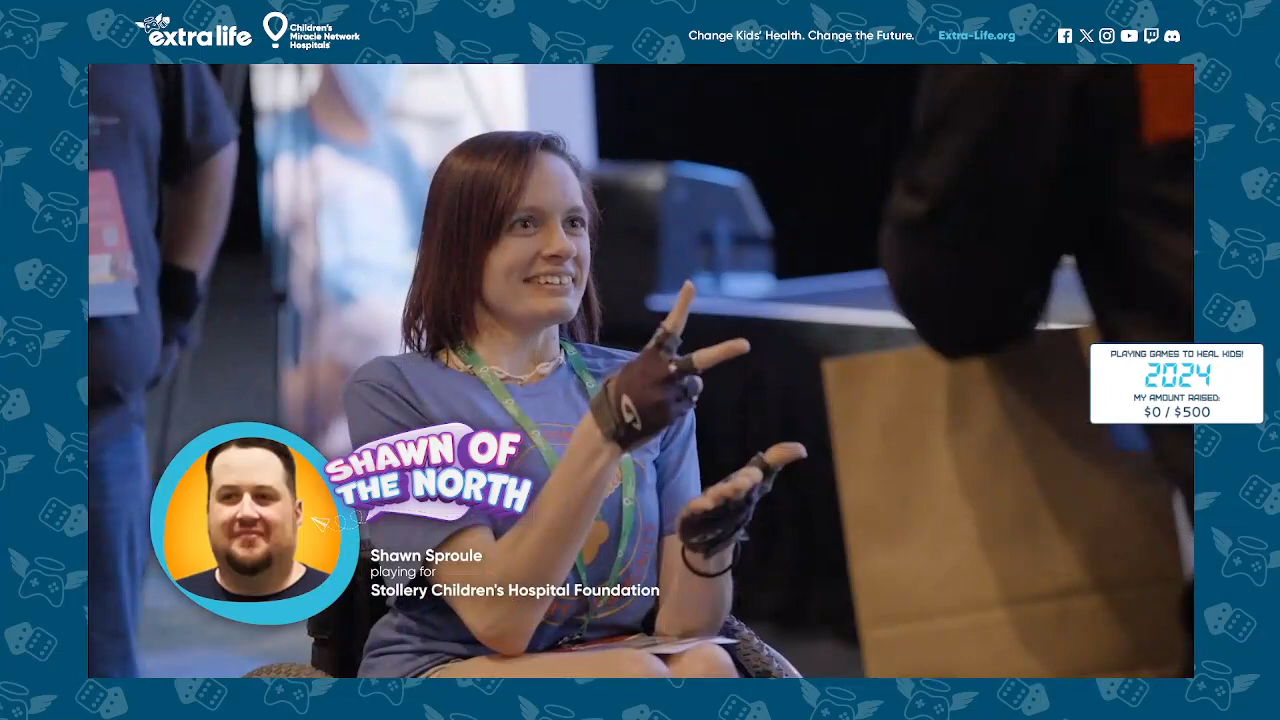 extra life
Children's
Miracle Network
Hospitals
Change Kids' Health. Change the Future.
Extra-Life.org
PLAYING GAMES TO HEAL KIDS!
2024
MY AMOUNT RAISED:
$0 / $500
SHAWN OF
THE NORTH
Shawn Sproule
playing for
Stollery Children's Hospital Foundation